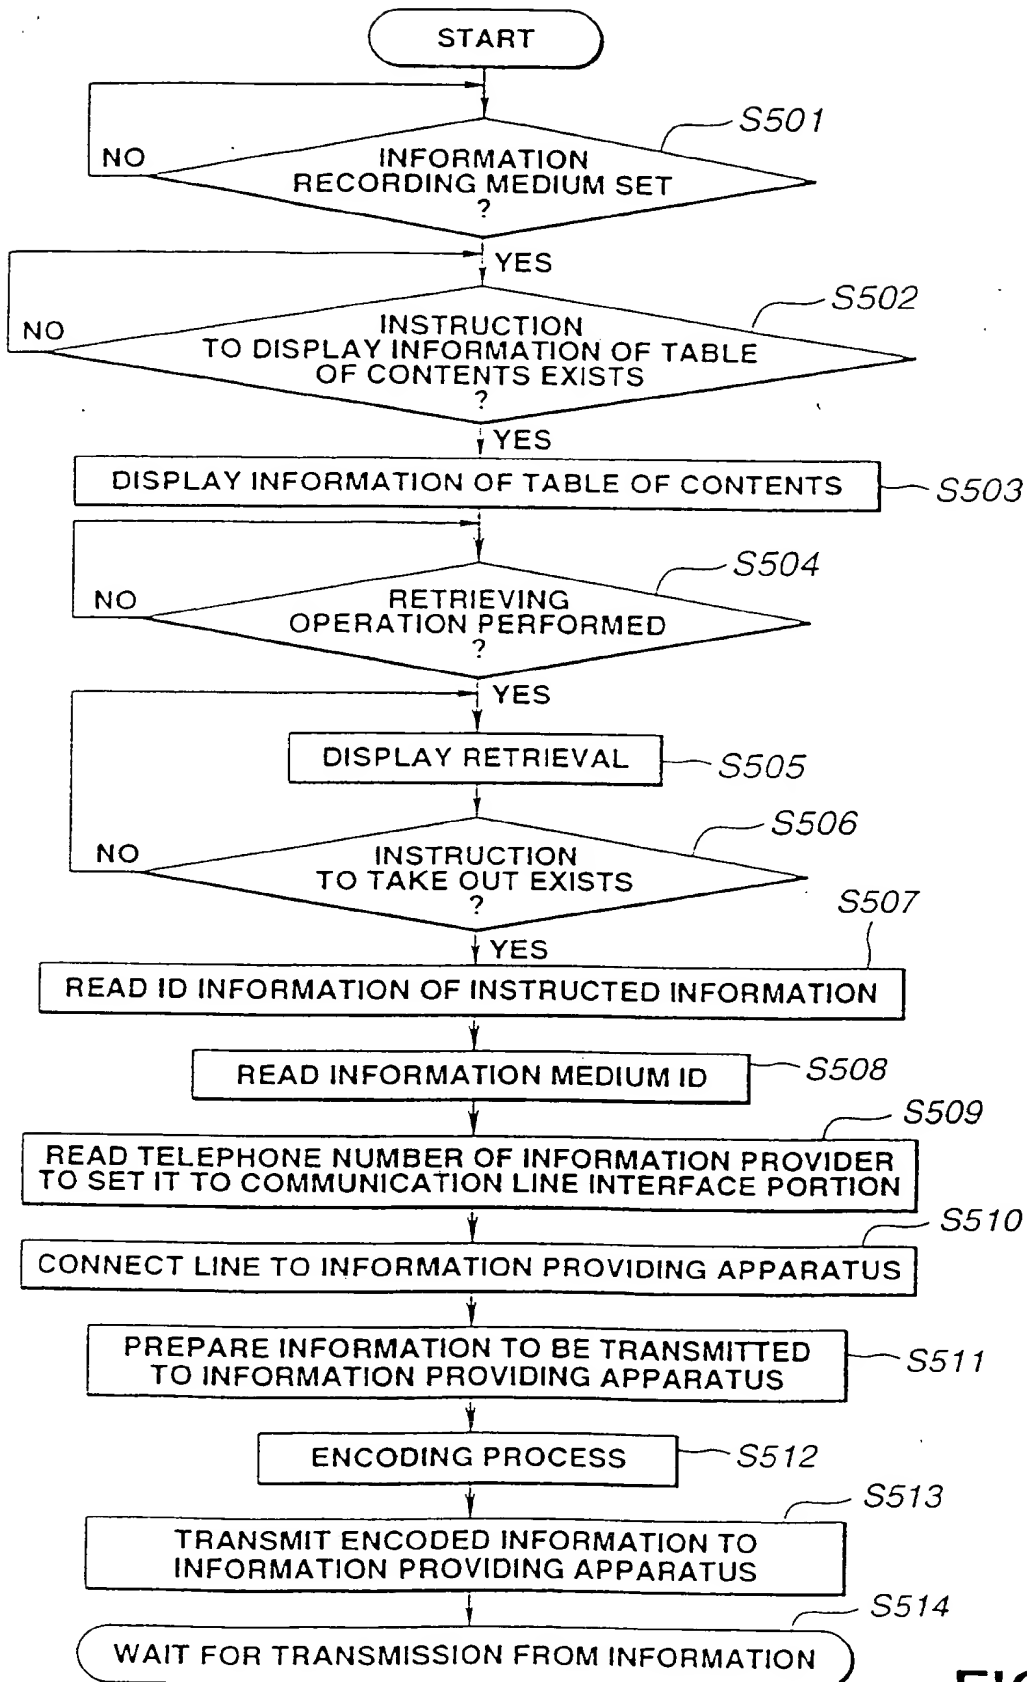 START
S501
NO
INFORMATION
RECORDING MEDIUM SET
?
YES
S502
NO
INSTRUCTION
TO DISPLAY INFORMATION OF TABLE
OF CONTENTS EXISTS
?
YES
DISPLAY INFORMATION OF TABLE OF CONTENTS
S503
S504
NO
RETRIEVING
OPERATION PERFORMED
?
YES
DISPLAY RETRIEVAL
S505
S506
NO
INSTRUCTION
TO TAKE OUT EXISTS
?
S507
YES
READ ID INFORMATION OF INSTRUCTED INFORMATION
READ INFORMATION MEDIUM ID
S508
S509
READ TELEPHONE NUMBER OF INFORMATION PROVIDER
TO SET IT TO COMMUNICATION LINE INTERFACE PORTION
S510
CONNECT LINE TO INFORMATION PROVIDING APPARATUS
PREPARE INFORMATION TO BE TRANSMITTED
TO INFORMATION PROVIDING APPARATUS
S511
ENCODING PROCESS
S512
S513
TRANSMIT ENCODED INFORMATION TO
INFORMATION PROVIDING APPARATUS
S514
WAIT FOR TRANSMISSION FROM INFORMATION